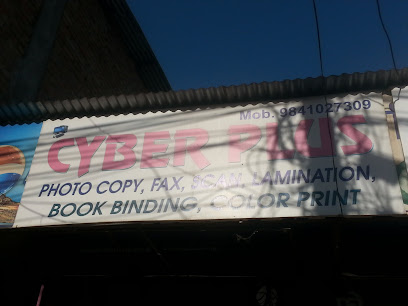 Mob. 9841027309
CYBER PLUS
PHOTO COPY, FAX, SCAN, LAMINATION,
BOOK BINDING, COLOR PRINT